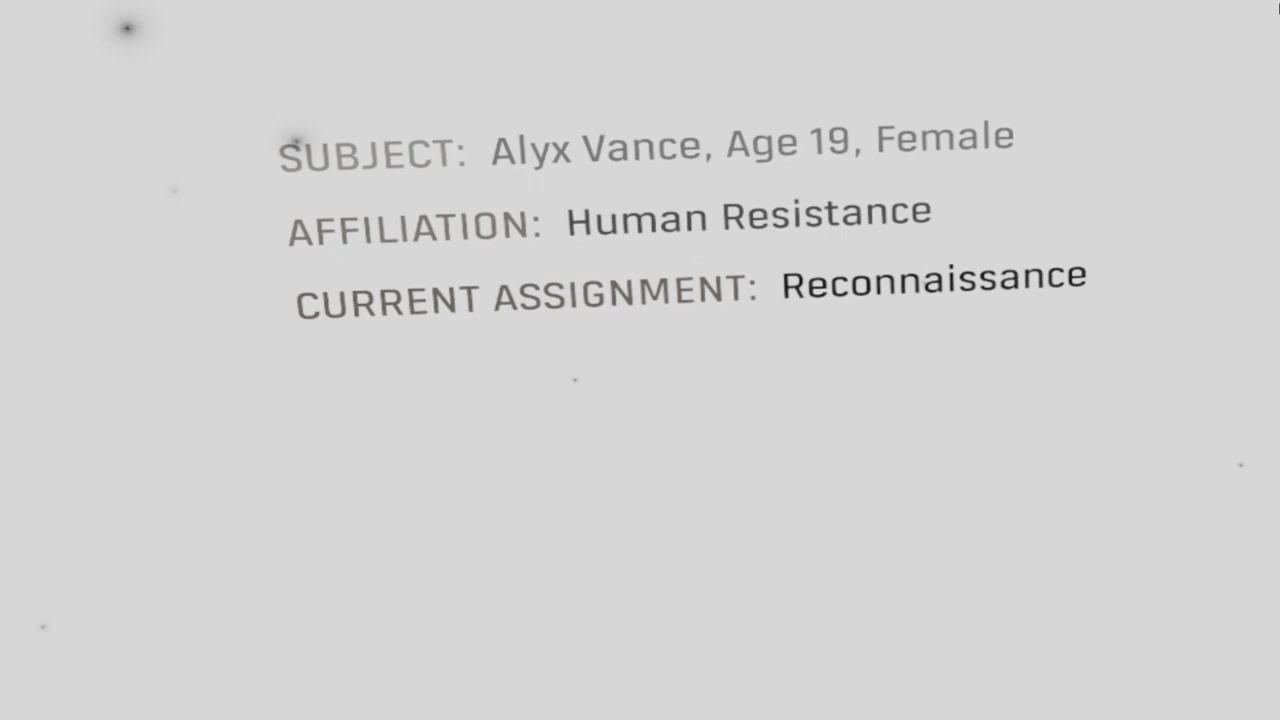 SUBJECT: Alyx Vance, Age 19, Female
AFFILIATION: Human Resistance
CURRENT ASSIGNMENT: Reconnaissance